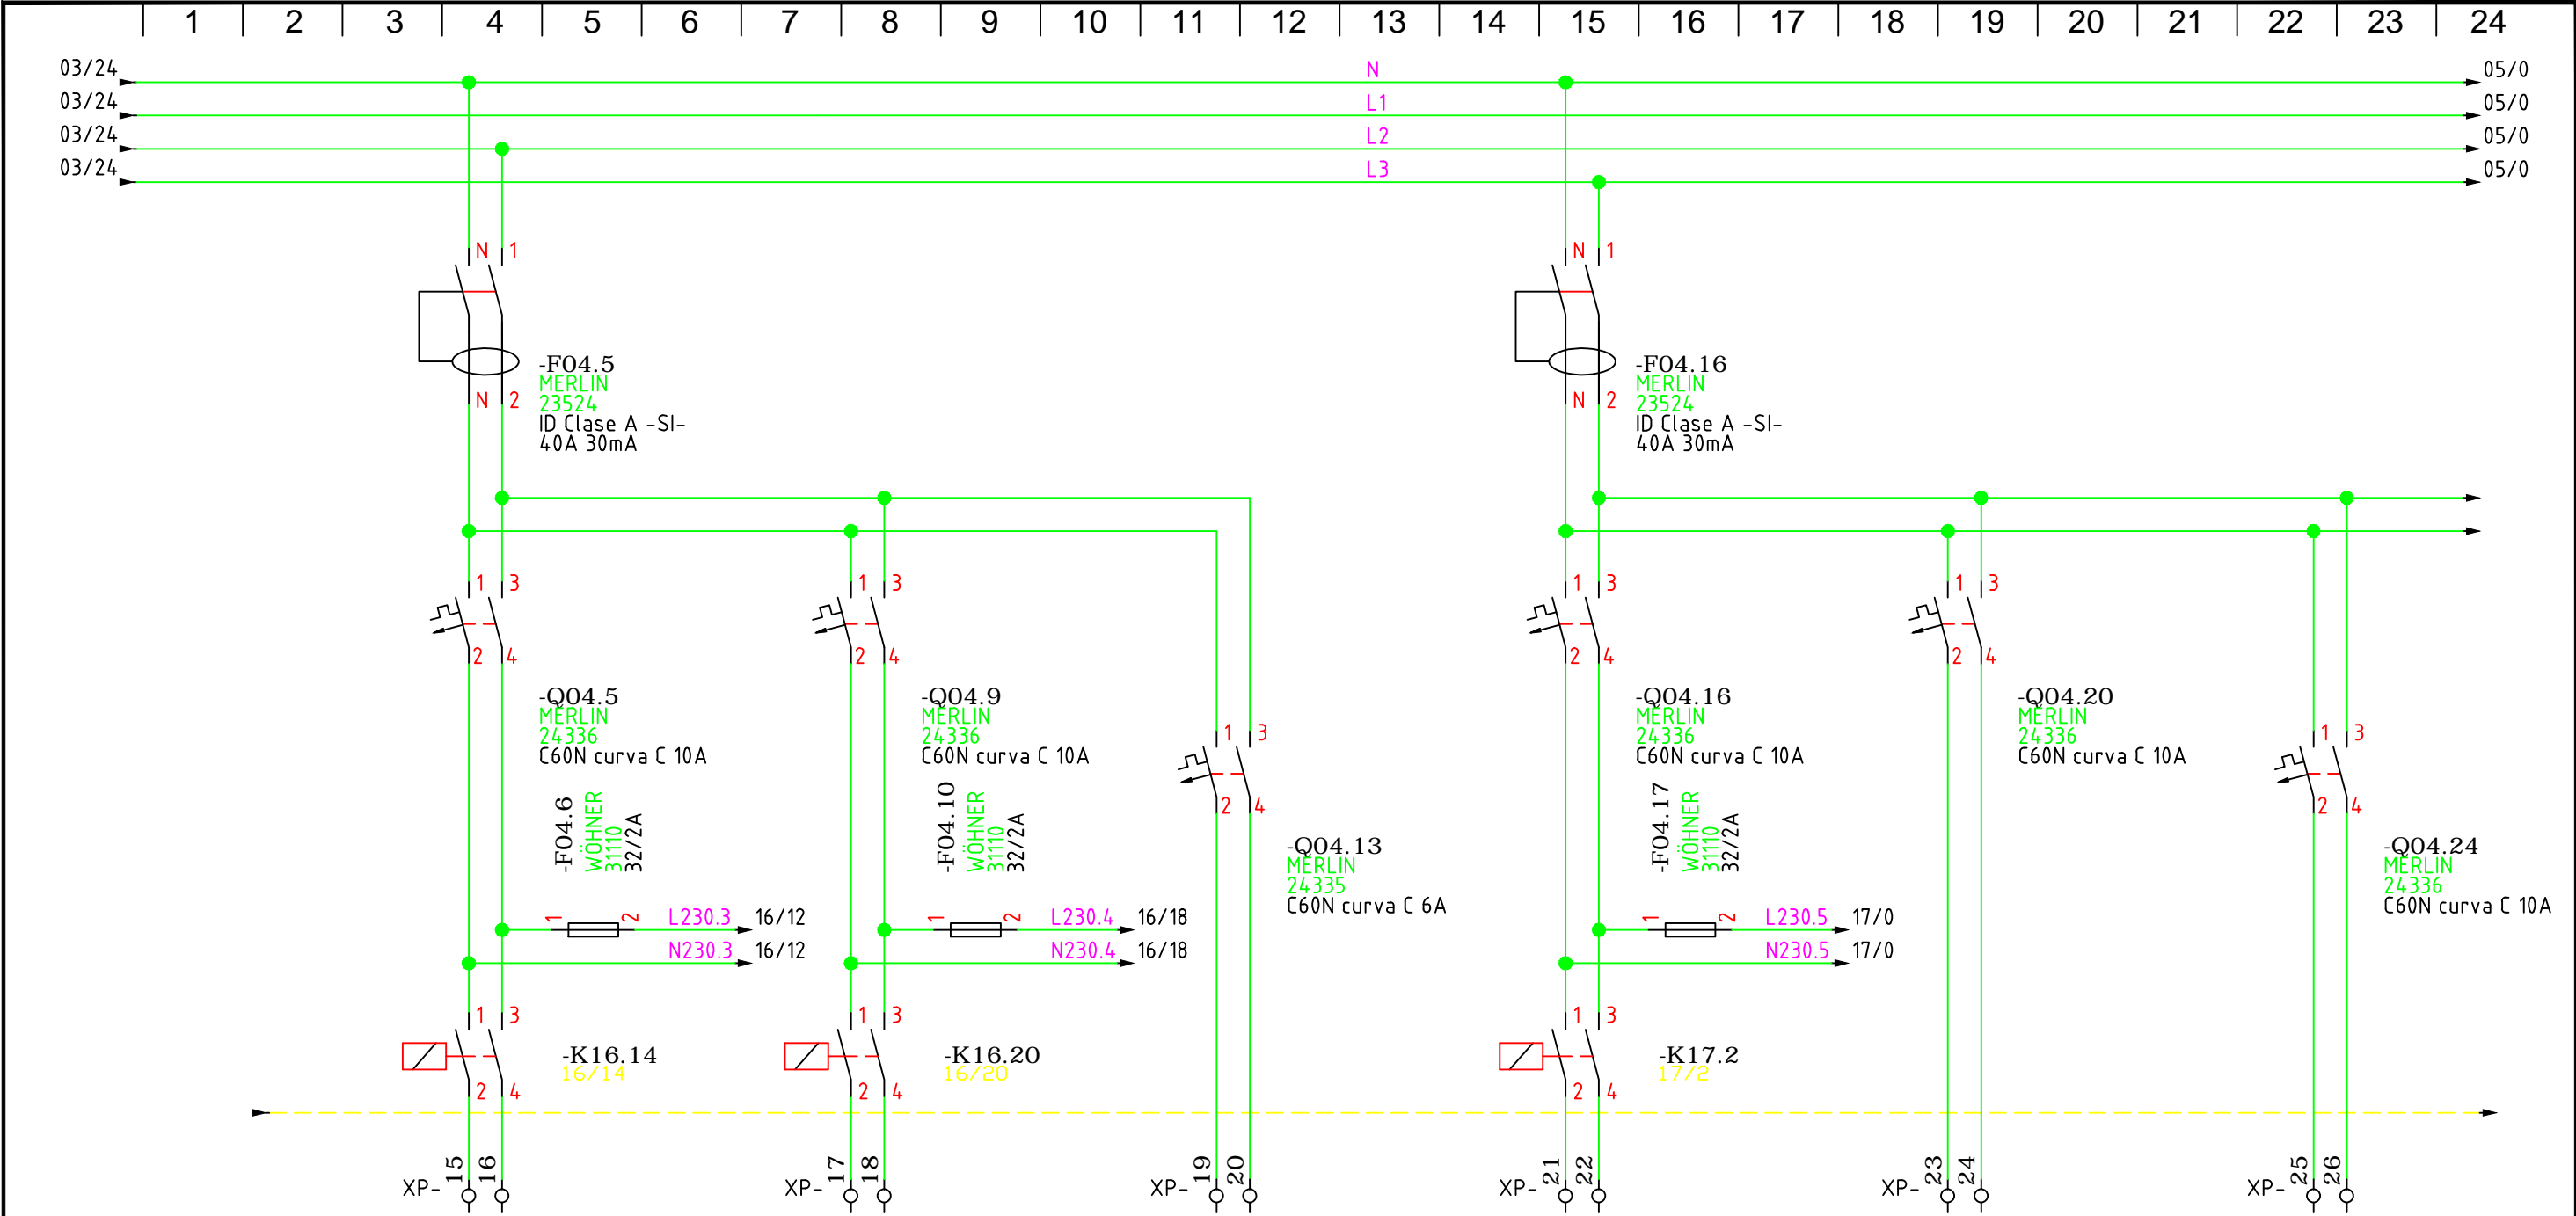 1 2 3 4 5 6 7 8 9 10 11 12 13 14 15 16 17 18 19 20 21 22 23 24
03/24 N 05/0
03/24 L1 05/0
03/24 L2 05/0
03/24 L3 05/0
N 1
N 2
-F04.5
MERLIN
23524
ID Clase A -SI-
40A 30mA
N 1
N 2
-F04.16
MERLIN
23524
ID Clase A -SI-
40A 30mA
1 3
2 4
-Q04.5
MERLIN
24336
C60N curva C 10A
1 3
2 4
-Q04.9
MERLIN
24336
C60N curva C 10A
1 3
2 4
-Q04.13
MERLIN
24335
C60N curva C 6A
1 3
2 4
-Q04.16
MERLIN
24336
C60N curva C 10A
1 3
2 4
-Q04.20
MERLIN
24336
C60N curva C 10A
1 3
2 4
-Q04.24
MERLIN
24336
C60N curva C 10A
-F04.6
WÖHNER
31110
32/2A
1 2 L230.3 16/12
N230.3 16/12
-F04.10
WÖHNER
31110
32/2A
1 2 L230.4 16/18
N230.4 16/18
-F04.17
WÖHNER
31110
32/2A
1 2 L230.5 17/0
N230.5 17/0
1 3
2 4
-K16.14
16/14
1 3
2 4
-K16.20
16/20
1 3
2 4
-K17.2
17/2
XP- 15 16
XP- 17 18
XP- 19 20
XP- 21 22
XP- 23 24
XP- 25 26